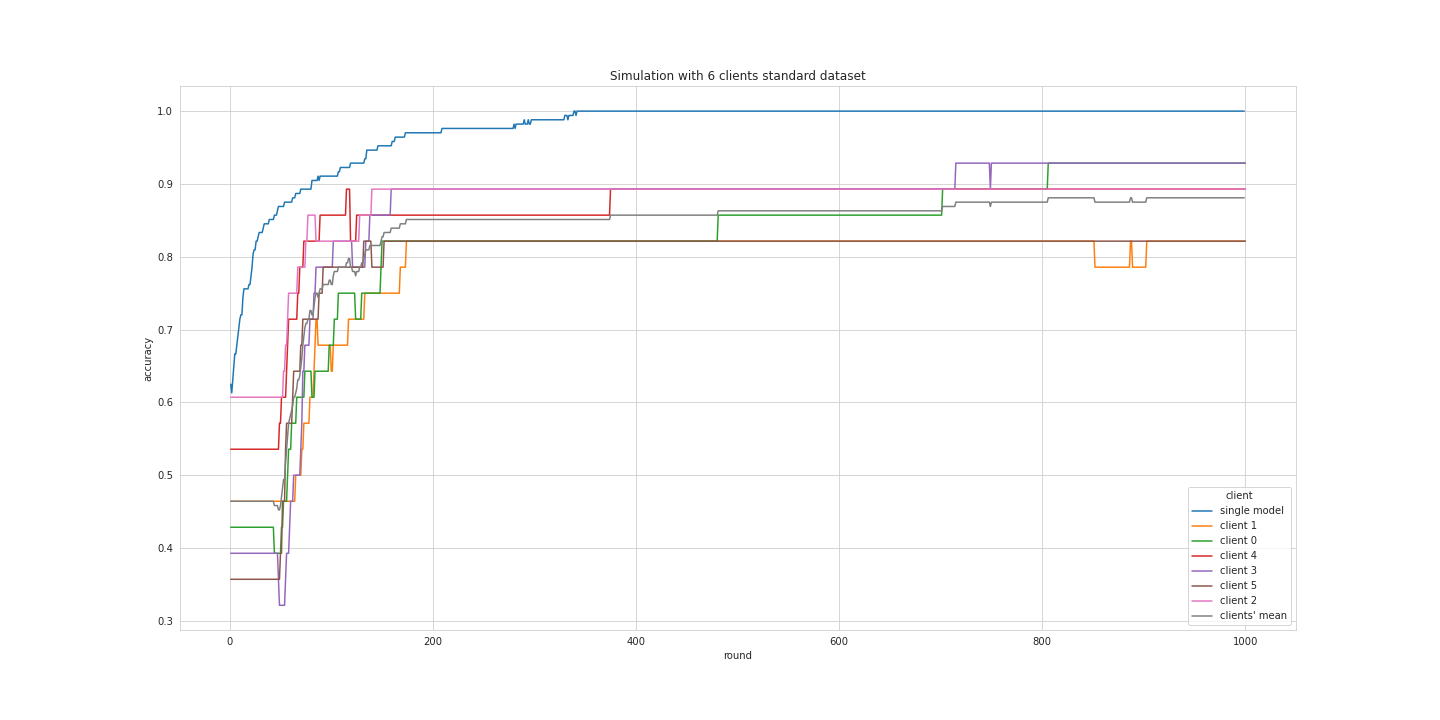 Simulation with 6 clients standard dataset
1.0
0.9
0.8
0.7
0.6
0.5
0.4
0.3
accuracy
0 200 400 600 800 1000
round
client
single model
client 1
client 0
client 4
client 3
client 5
client 2
clients' mean